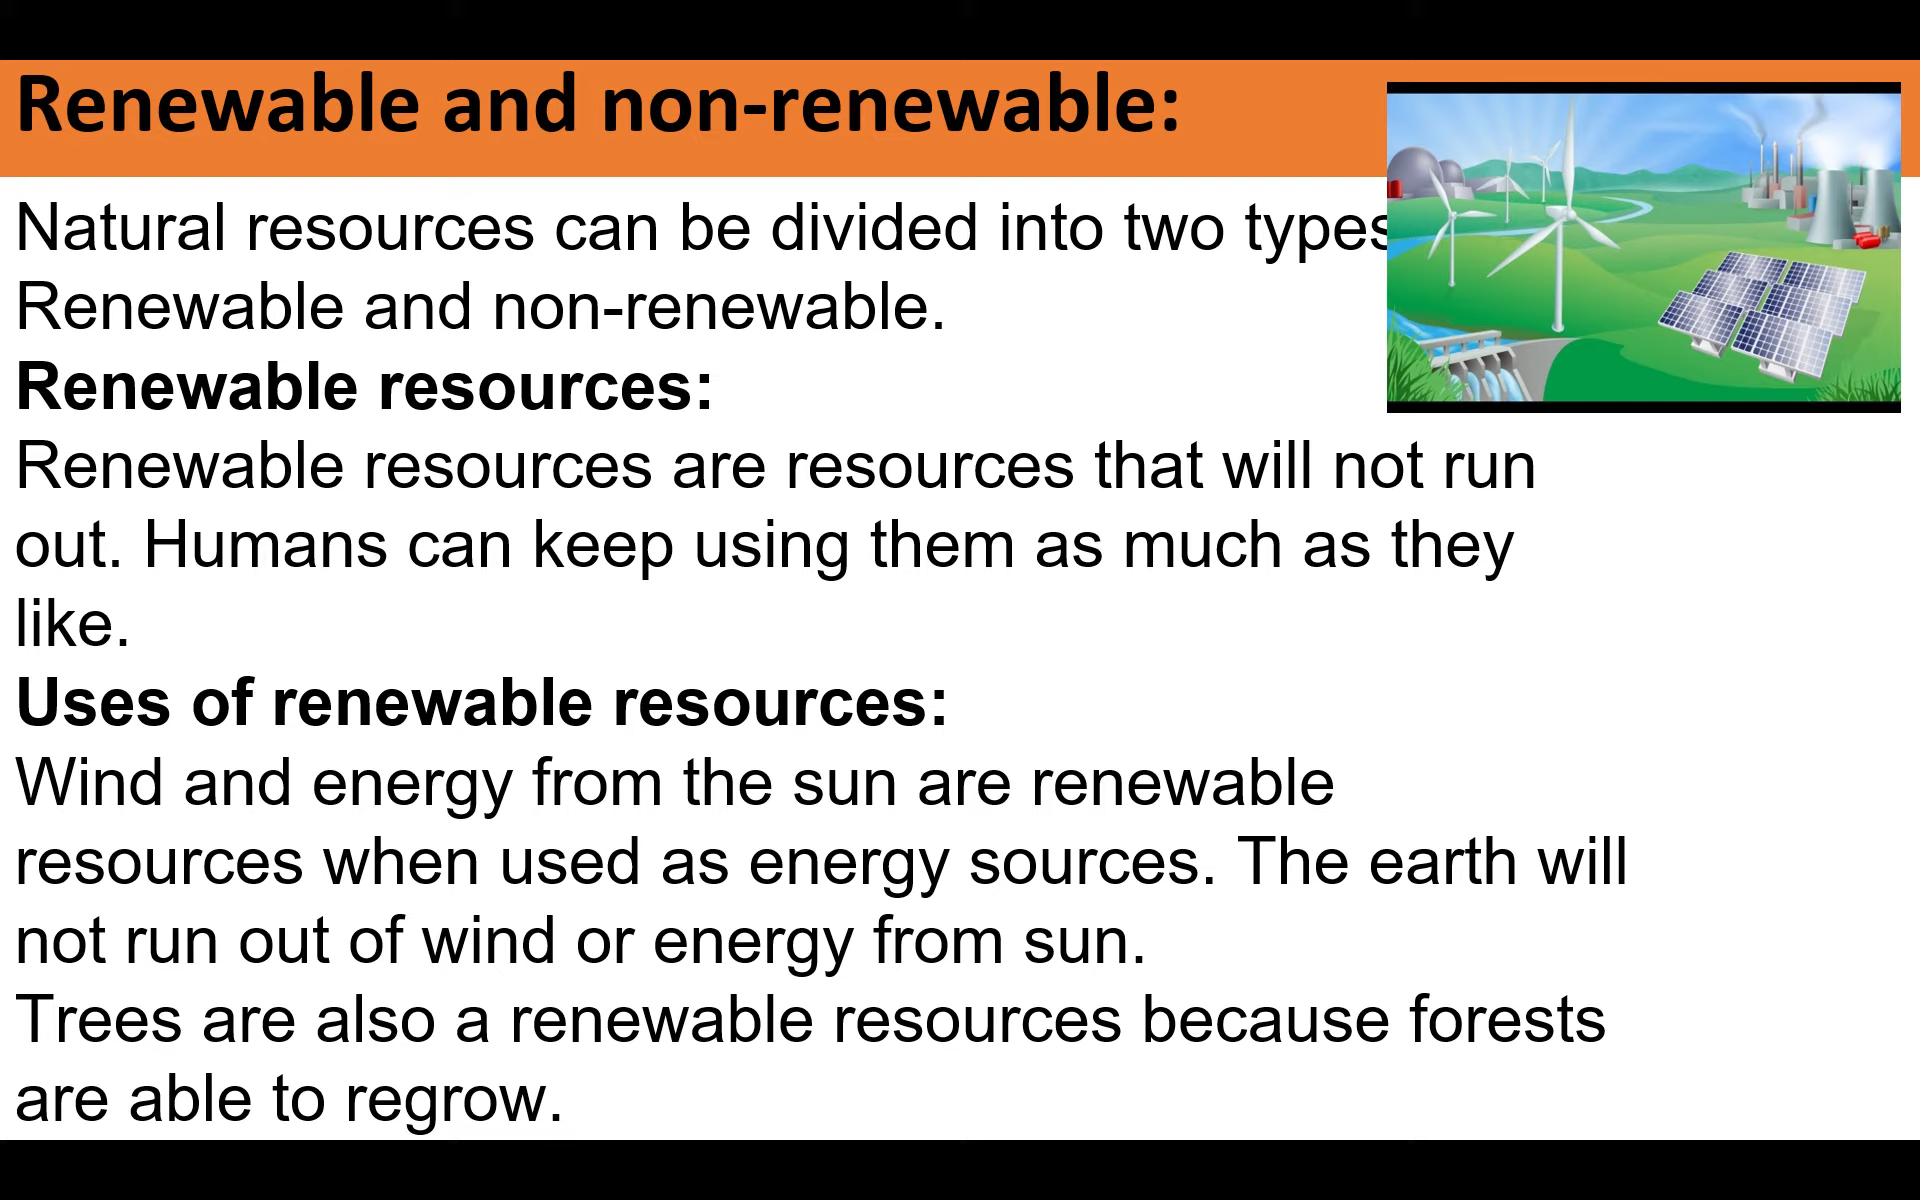 Renewable and non-renewable:
Natural resources can be divided into two types
Renewable and non-renewable.
Renewable resources:
Renewable resources are resources that will not run
out. Humans can keep using them as much as they
like.
Uses of renewable resources:
Wind and energy from the sun are renewable
resources when used as energy sources. The earth will
not run out of wind or energy from sun.
Trees are also a renewable resources because forests
are able to regrow.